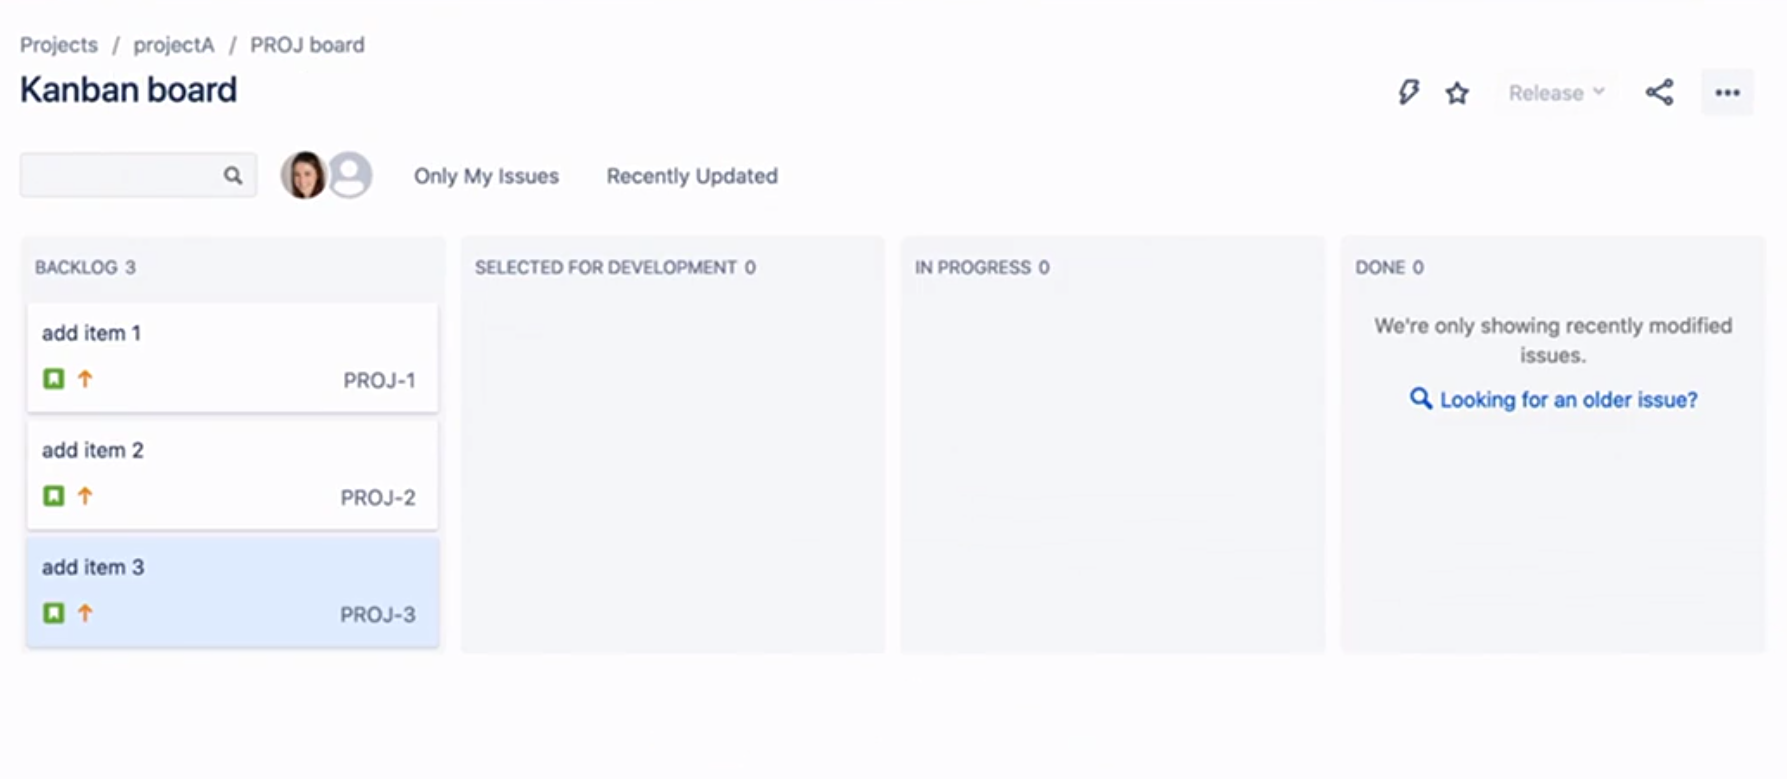 Projects / projectA / PROJ board
Kanban board
Release
Only My Issues
Recently Updated
BACKLOG 3
add item 1
PROJ-1
add item 2
PROJ-2
add item 3
PROJ-3
SELECTED FOR DEVELOPMENT 0
IN PROGRESS 0
DONE 0
We're only showing recently modified
issues.
Looking for an older issue?